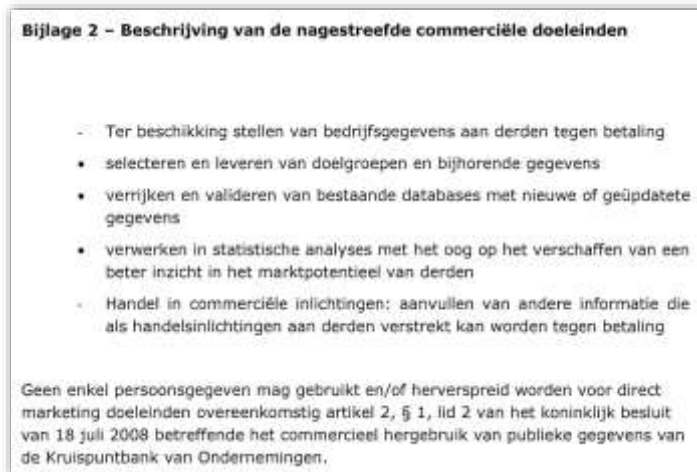 Bijlage 2 – Beschrijving van de nagestreefde commerciële doeleinden
- Ter beschikking stellen van bedrijfsgegevens aan derden tegen betaling
• selecteren en leveren van doelgroepen en bijhorende gegevens
• verrijken en valideren van bestaande databases met nieuwe of geüpdatete
gegevens
• verwerken in statistische analyses met het oog op het verschaffen van een
beter inzicht in het marktpotentieel van derden
- Handel in commerciële inlichtingen: aanvullen van andere informatie die
als handelsinlichtingen aan derden verstrekt kan worden tegen betaling
Geen enkel persoonsgegeven mag gebruikt en/of herverspreid worden voor direct
marketing doeleinden overeenkomstig artikel 2, § 1, lid 2 van het koninklijk besluit
van 18 juli 2008 betreffende het commercieel hergebruik van publieke gegevens van
de Kruispuntbank van Ondernemingen.